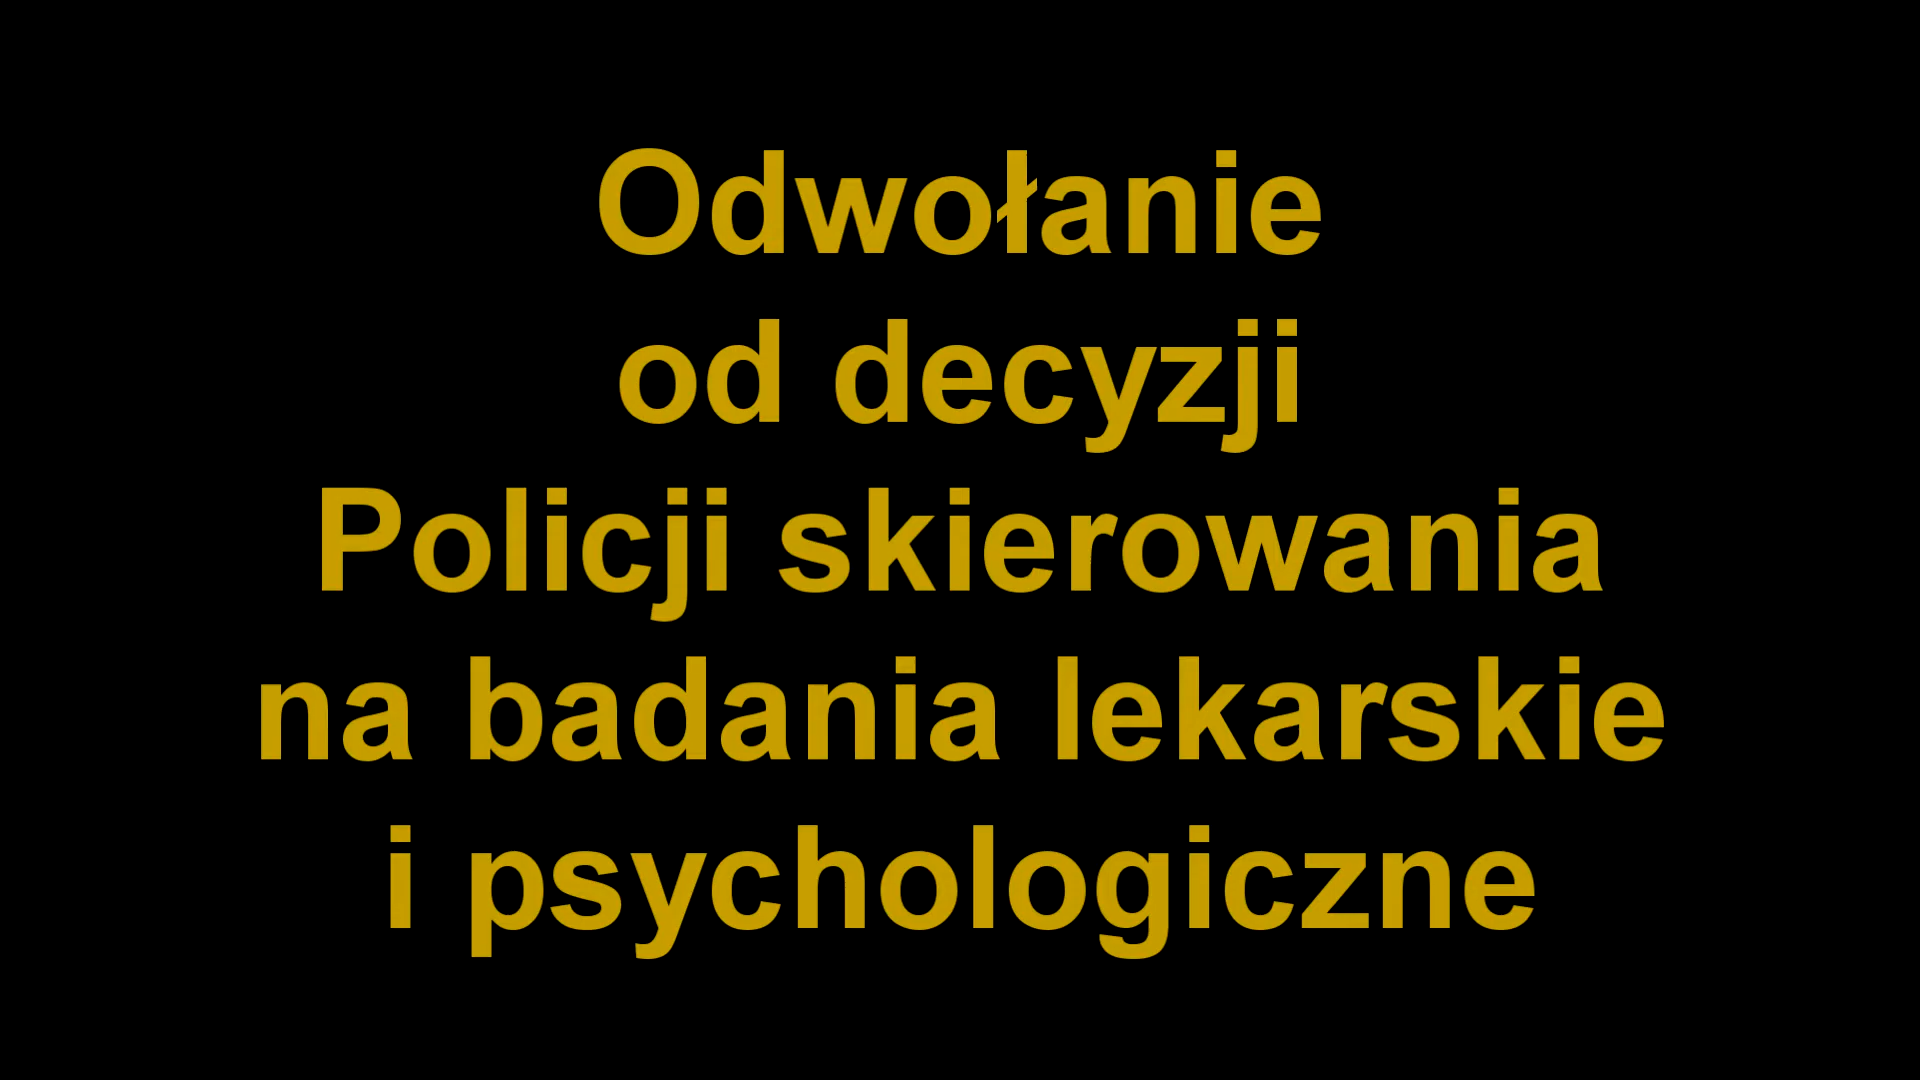 Odwołanie
od decyzji
Policji skierowania
na badania lekarskie
i psychologiczne